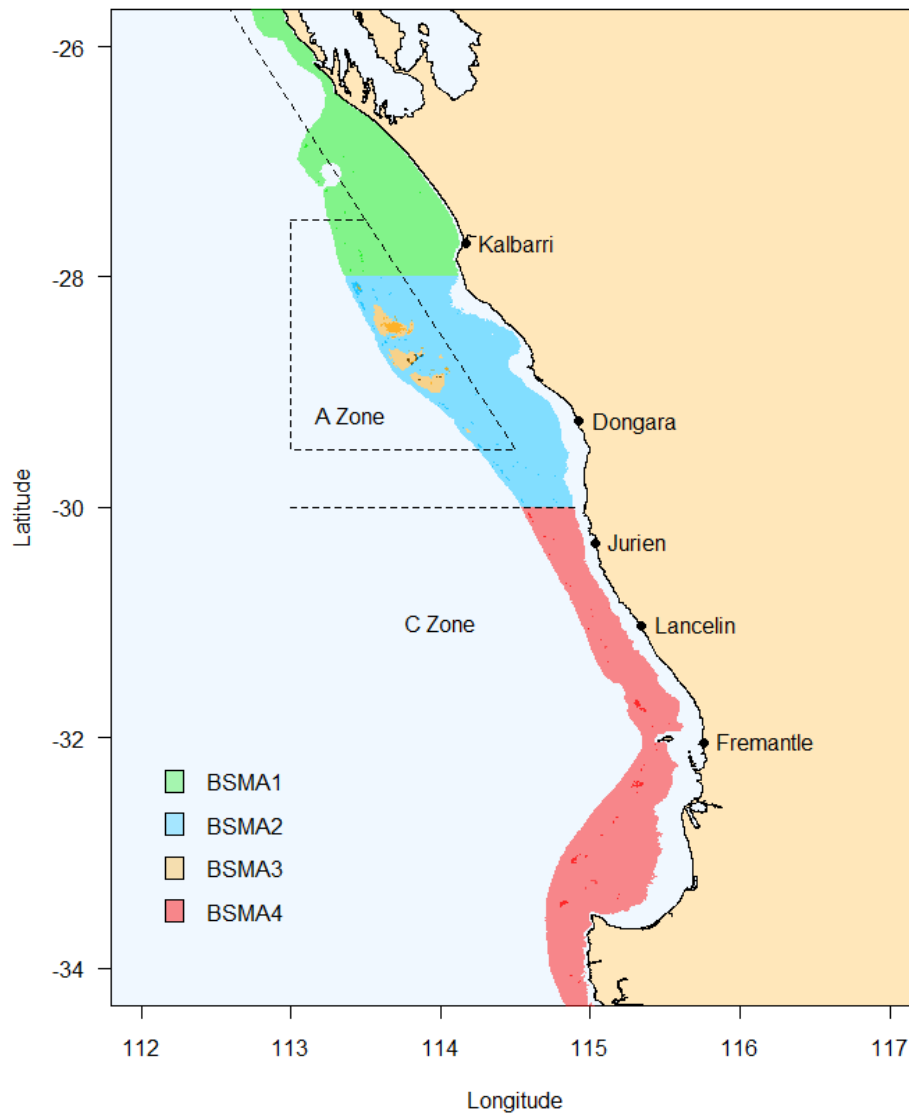 -26
Kalbarri
-28
A Zone
Dongara
Latitude
-30
Jurien
C Zone
Lancelin
-32
Fremantle
BSMA1
BSMA2
BSMA3
BSMA4
-34
112 113 114 115 116 117
Longitude